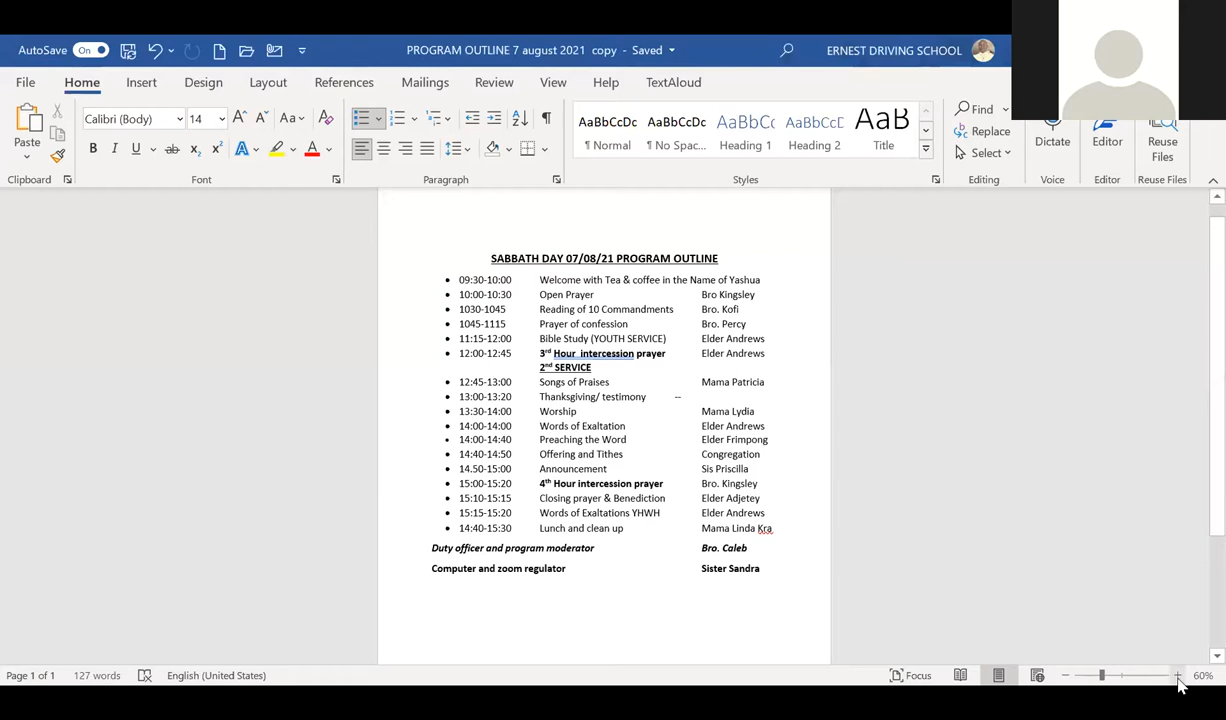 AutoSave On PROGRAM OUTLINE 7 august 2021 copy - Saved ERNEST DRIVING SCHOOL
File Home Insert Design Layout References Mailings Review View Help TextAloud
Paste
Calibri (Body) 14 A A Aa A
B I U ab x₂ x² A A
AaBbCcDc AaBbCcDc AaBbCc AaBbCcD AaB
¶ Normal ¶ No Spac... Heading 1 Heading 2 Title
Find
Replace
Select
Dictate
Editor
Reuse Files
Clipboard Font Paragraph Styles Editing Voice Editor Reuse Files
SABBATH DAY 07/08/21 PROGRAM OUTLINE
• 09:30-10:00 Welcome with Tea & coffee in the Name of Yashua
• 10:00-10:30 Open Prayer Bro Kingsley
• 1030-1045 Reading of 10 Commandments Bro. Kofi
• 1045-1115 Prayer of confession Bro. Percy
• 11:15-12:00 Bible Study (YOUTH SERVICE) Elder Andrews
• 12:00-12:45 3rd Hour intercession prayer Elder Andrews
2nd SERVICE
• 12:45-13:00 Songs of Praises Mama Patricia
• 13:00-13:20 Thanksgiving/ testimony --
• 13:30-14:00 Worship Mama Lydia
• 14:00-14:00 Words of Exaltation Elder Andrews
• 14:00-14:40 Preaching the Word Elder Frimpong
• 14:40-14:50 Offering and Tithes Congregation
• 14.50-15:00 Announcement Sis Priscilla
• 15:00-15:20 4th Hour intercession prayer Bro. Kingsley
• 15:10-15:15 Closing prayer & Benediction Elder Adjetey
• 15:15-15:20 Words of Exaltations YHWH Elder Andrews
• 14:40-15:30 Lunch and clean up Mama Linda Kra
Duty officer and program moderator Bro. Caleb
Computer and zoom regulator Sister Sandra
Page 1 of 1 127 words English (United States) Focus 60%